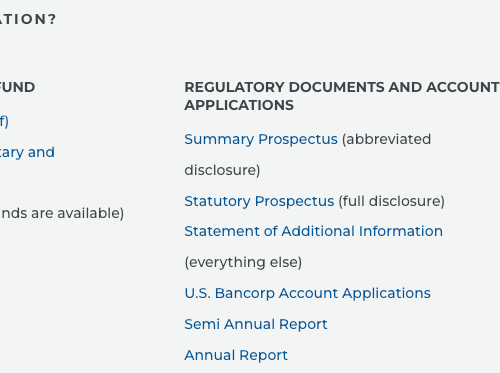 ATION?
FUND
f)
tary and
nds are available)
REGULATORY DOCUMENTS AND ACCOUNT
APPLICATIONS
Summary Prospectus (abbreviated
disclosure)
Statutory Prospectus (full disclosure)
Statement of Additional Information
(everything else)
U.S. Bancorp Account Applications
Semi Annual Report
Annual Report